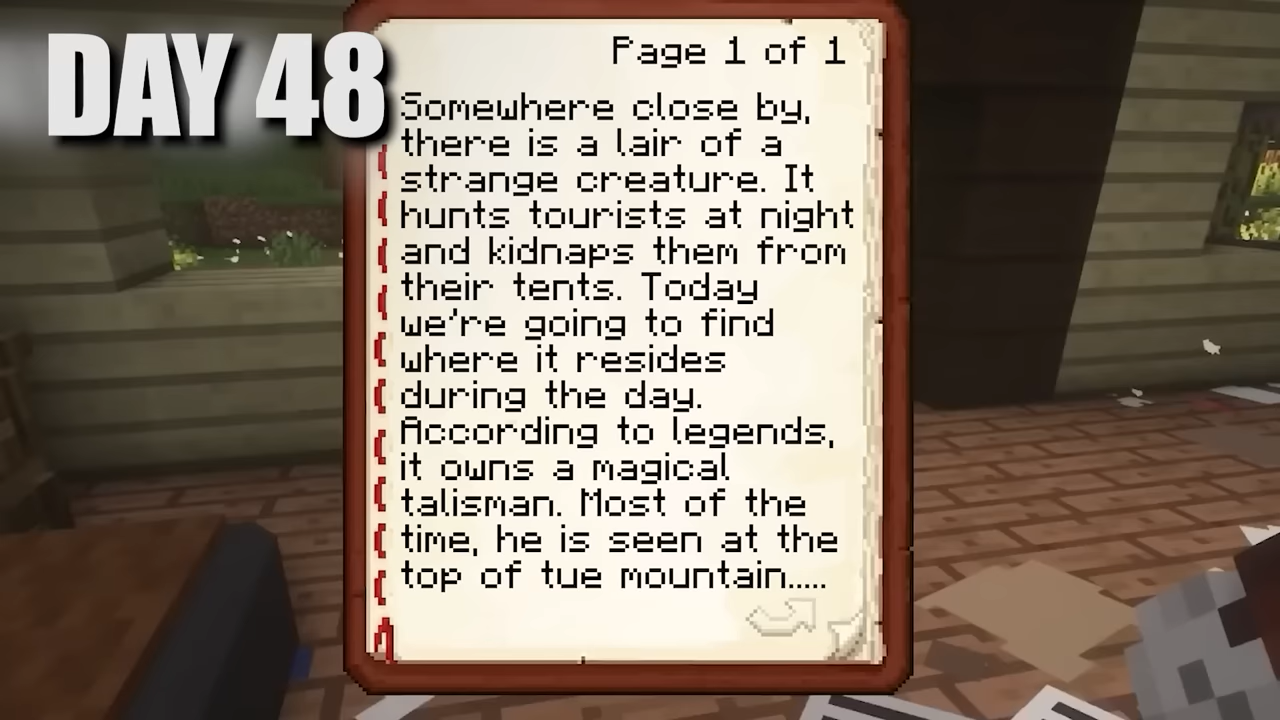 DAY 48
Page 1 of 1
Somewhere close by,
there is a lair of a
strange creature. It
hunts tourists at night
and kidnaps them from
their tents. Today
we're going to find
where it resides
during the day.
According to legends,
it owns a magical
talisman. Most of the
time, he is seen at the
top of tue mountain.....